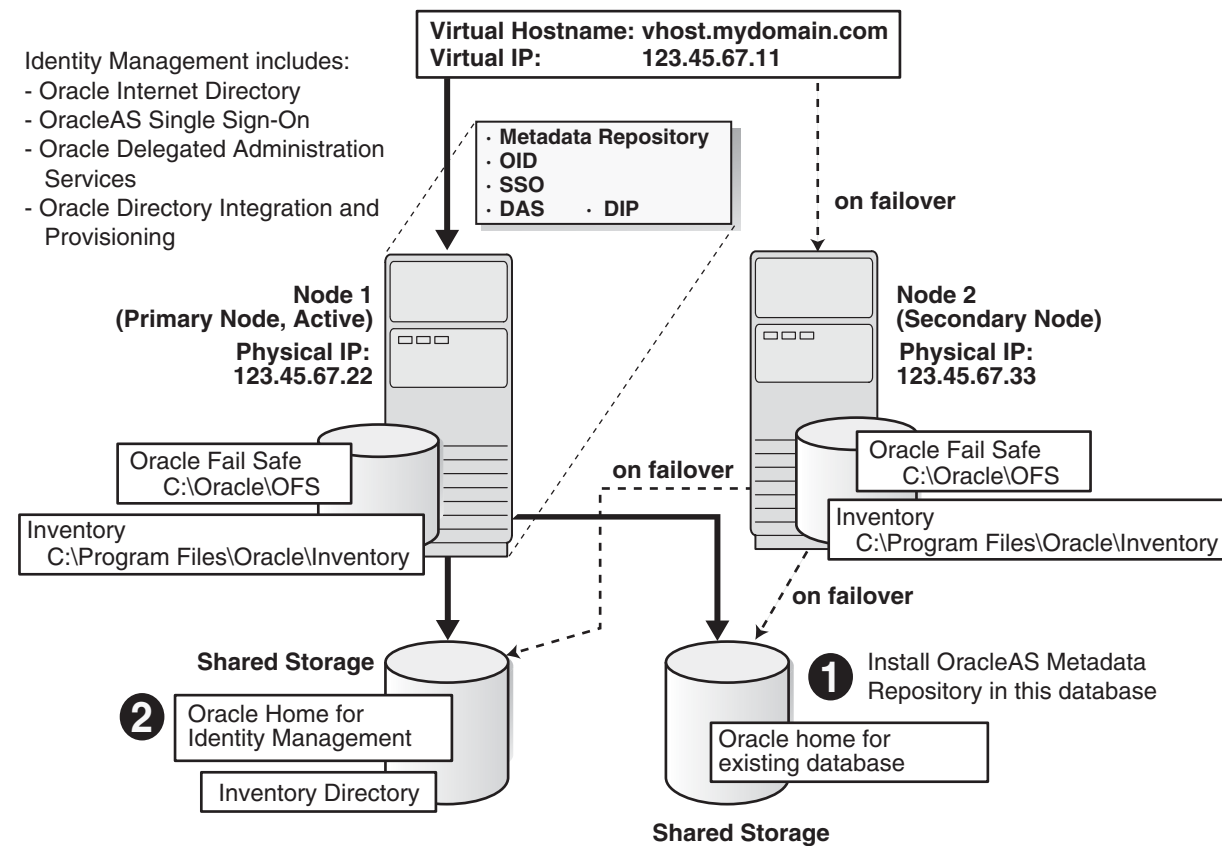 Virtual Hostname: vhost.mydomain.com
Virtual IP: 123.45.67.11
Identity Management includes:
- Oracle Internet Directory
- OracleAS Single Sign-On
- Oracle Delegated Administration
Services
- Oracle Directory Integration and
Provisioning
· Metadata Repository
· OID
· SSO
· DAS · DIP
on failover
Node 1
(Primary Node, Active)
Physical IP:
123.45.67.22
Node 2
(Secondary Node)
Physical IP:
123.45.67.33
Oracle Fail Safe
C:\Oracle\OFS
Inventory
C:\Program Files\Oracle\Inventory
on failover
Oracle Fail Safe
C:\Oracle\OFS
Inventory
C:\Program Files\Oracle\Inventory
on failover
Shared Storage
2
Oracle Home for
Identity Management
Inventory Directory
1
Install OracleAS Metadata
Repository in this database
Oracle home for
existing database
Shared Storage